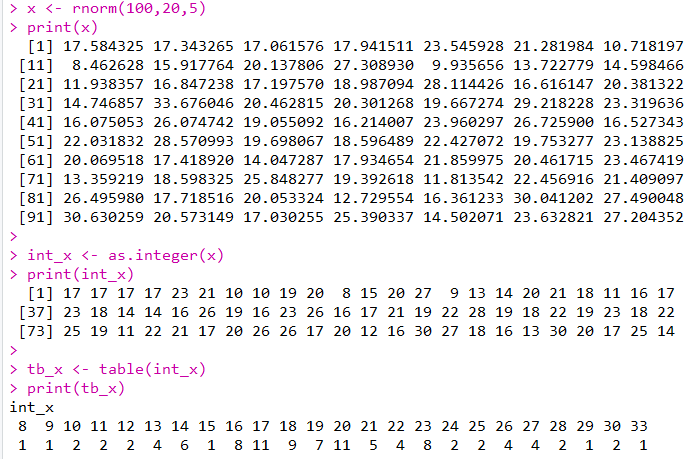 > x <- rnorm(100,20,5)
> print(x)
[1] 17.584325 17.343265 17.061576 17.941511 23.545928 21.281984 10.718197
[11] 8.462628 15.917764 20.137806 27.308930 9.935656 13.722779 14.598466
[21] 11.938357 16.847238 17.197570 18.987094 28.114426 16.616147 20.381322
[31] 14.746857 33.676046 20.462815 20.301268 19.667274 29.218228 23.319636
[41] 16.075053 26.074742 19.055092 16.214007 23.960297 26.725900 16.527343
[51] 22.031832 28.570993 19.698067 18.596489 22.427072 19.753277 23.138825
[61] 20.069518 17.418920 14.047287 17.934654 21.859975 20.461715 23.467419
[71] 13.359219 18.598325 25.848277 19.392618 11.813542 22.456916 21.409097
[81] 26.495980 17.718516 20.053324 12.729554 16.361233 30.041202 27.490048
[91] 30.630259 20.573149 17.030255 25.390337 14.502071 23.632821 27.204352
>
> int_x <- as.integer(x)
> print(int_x)
[1] 17 17 17 17 23 21 10 10 19 20 8 15 20 27 9 13 14 20 21 18 11 16 17
[37] 23 18 14 14 16 26 19 16 23 26 16 17 21 19 22 28 19 18 22 19 23 18 22
[73] 25 19 11 22 21 17 20 26 26 17 20 12 16 30 27 18 16 13 30 20 17 25 14
>
> tb_x <- table(int_x)
> print(tb_x)
int_x
8 9 10 11 12 13 14 15 16 17 18 19 20 21 22 23 24 25 26 27 28 29 30 33
1 1 2 2 2 4 6 1 8 11 9 7 11 5 4 8 2 2 4 4 2 1 2 1